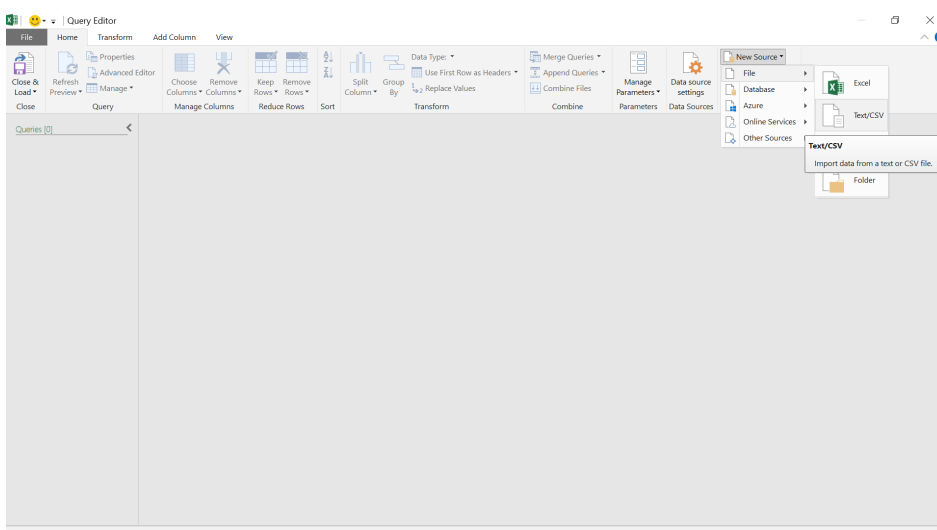 Query Editor
File Home Transform Add Column View
Close & Load
Refresh Preview
Properties
Advanced Editor
Manage
Choose Columns
Remove Columns
Keep Rows
Remove Rows
Split Column
Group By
Data Type:
Use First Row as Headers
Replace Values
Merge Queries
Append Queries
Combine Files
Manage Parameters
Data source settings
New Source
Close Query Manage Columns Reduce Rows Sort Transform Combine Parameters Data Sources
File
Database
Azure
Online Services
Other Sources
Excel
Text/CSV
Text/CSV
Import data from a text or CSV file.
Folder
Queries [0]